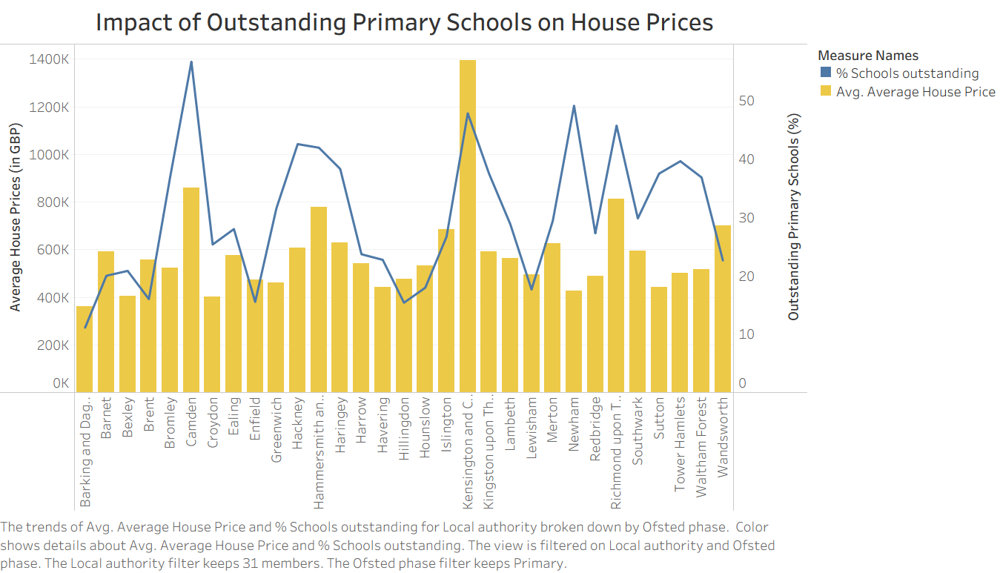 Impact of Outstanding Primary Schools on House Prices
Measure Names
% Schools outstanding
Avg. Average House Price
Average House Prices (in GBP)
1400K
1200K
1000K
800K
600K
400K
200K
0K
50
40
30
20
10
0
Outstanding Primary Schools (%)
Barking and Dag..
Barnet
Bexley
Brent
Bromley
Camden
Croydon
Ealing
Enfield
Greenwich
Hackney
Hammersmith an..
Haringey
Harrow
Havering
Hillingdon
Hounslow
Islington
Kensington and C..
Kingston upon Th..
Lambeth
Lewisham
Merton
Newham
Redbridge
Richmond upon T..
Southwark
Sutton
Tower Hamlets
Waltham Forest
Wandsworth
The trends of Avg. Average House Price and % Schools outstanding for Local authority broken down by Ofsted phase.  Color
shows details about Avg. Average House Price and % Schools outstanding. The view is filtered on Local authority and Ofsted
phase. The Local authority filter keeps 31 members. The Ofsted phase filter keeps Primary.